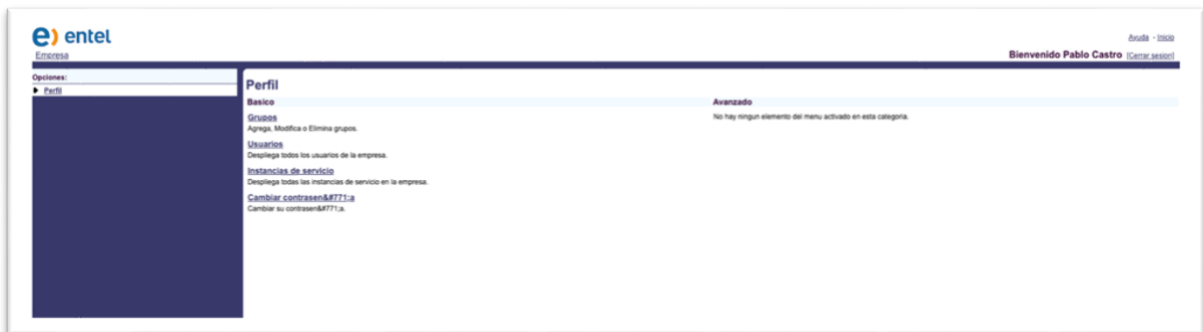 entel
Ayuda - Inicio
Empresa
Bienvenido Pablo Castro [Cerrar sesion]
Opciones:
Perfil
Perfil
Basico
Avanzado
Grupos
No hay ningun elemento del menu activado en esta categoria.
Agrega, Modifica o Elimina grupos.
Usuarios
Despliega todos los usuarios de la empresa.
Instancias de servicio
Despliega todas las instancias de servicio en la empresa.
Cambiar contrasen&#771;a
Cambiar su contrasen&#771;a.